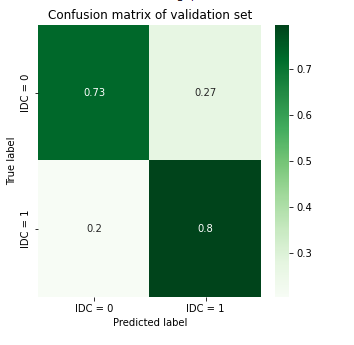 Confusion matrix of validation set
True label
IDC = 0
0.73
0.27
IDC = 1
0.2
0.8
IDC = 0
IDC = 1
Predicted label
0.7
0.6
0.5
0.4
0.3